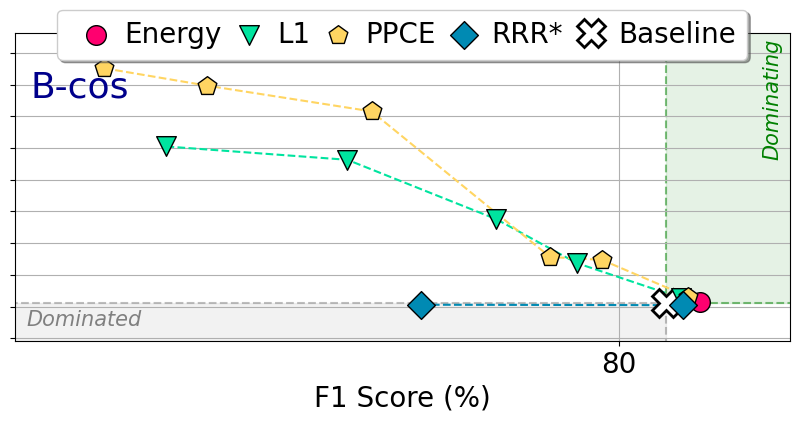 Energy L1 PPCE RRR* Baseline
B-cos
Dominating
Dominated
80
F1 Score (%)